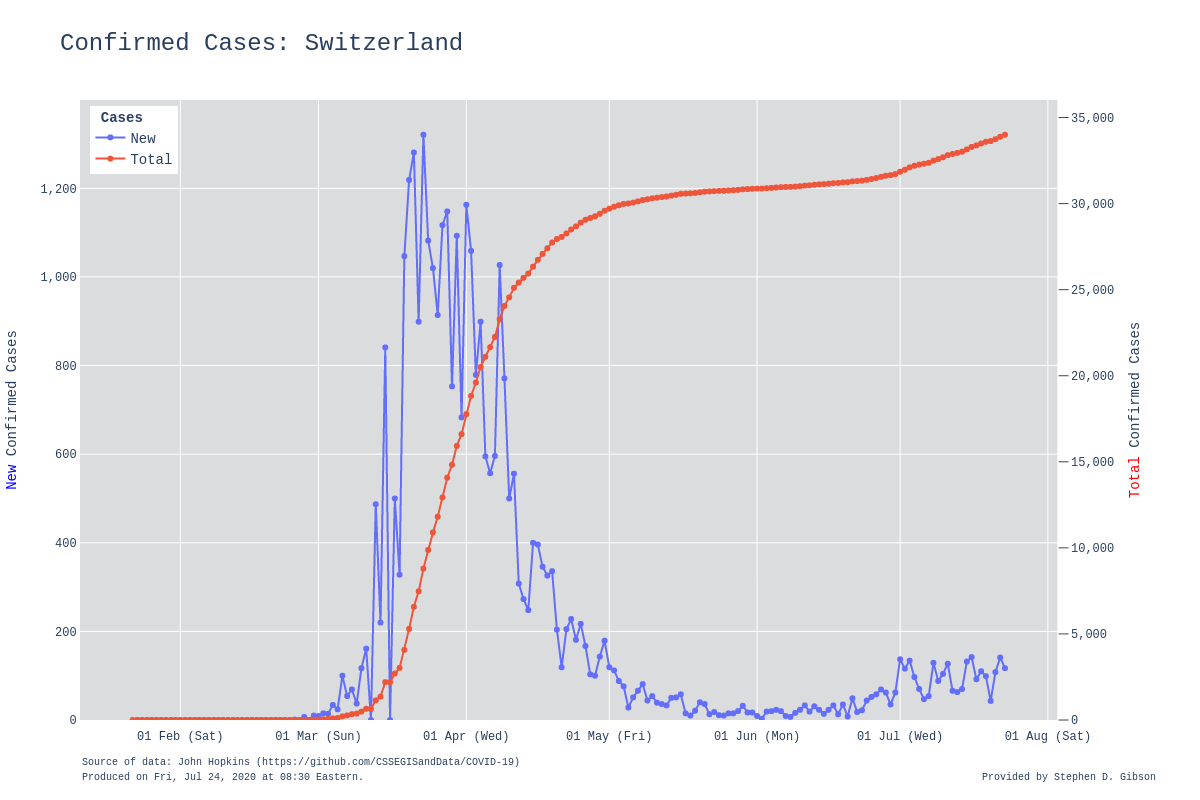 Confirmed Cases: Switzerland
Cases
New
Total
1,200
1,000
800
600
400
200
0
35,000
30,000
25,000
20,000
15,000
10,000
5,000
0
New Confirmed Cases
Total Confirmed Cases
01 Feb (Sat)
01 Mar (Sun)
01 Apr (Wed)
01 May (Fri)
01 Jun (Mon)
01 Jul (Wed)
01 Aug (Sat)
Source of data: John Hopkins (https://github.com/CSSEGISandData/COVID-19)
Produced on Fri, Jul 24, 2020 at 08:30 Eastern.
Provided by Stephen D. Gibson